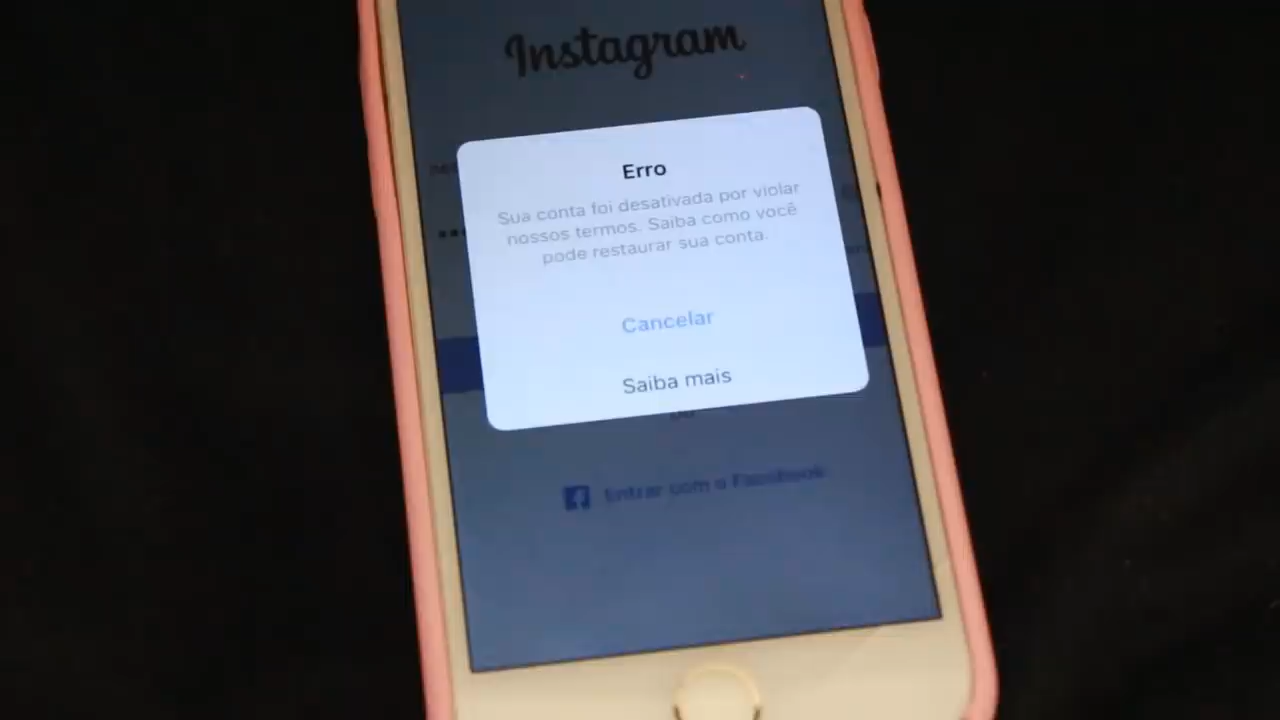 Instagram
Erro
Sua conta foi desativada por violar
nossos termos. Saiba como você
pode restaurar sua conta.
Cancelar
Saiba mais
Entrar com o Facebook